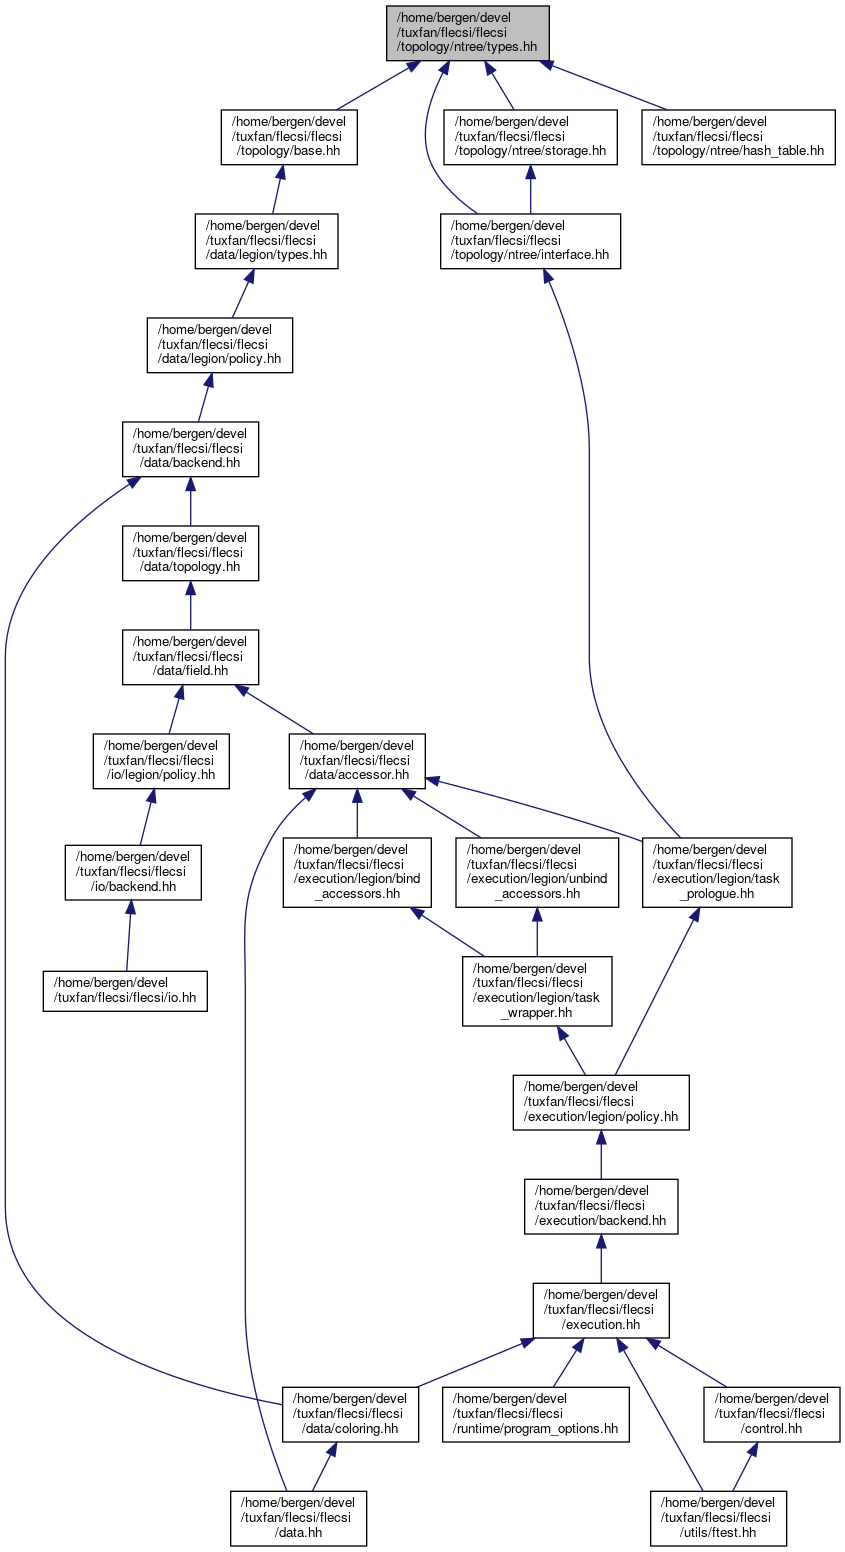 /home/bergen/devel
/tuxfan/flecsi/flecsi
/topology/ntree/types.hh
/home/bergen/devel
/tuxfan/flecsi/flecsi
/topology/base.hh
/home/bergen/devel
/tuxfan/flecsi/flecsi
/topology/ntree/storage.hh
/home/bergen/devel
/tuxfan/flecsi/flecsi
/topology/ntree/hash_table.hh
/home/bergen/devel
/tuxfan/flecsi/flecsi
/data/legion/types.hh
/home/bergen/devel
/tuxfan/flecsi/flecsi
/topology/ntree/interface.hh
/home/bergen/devel
/tuxfan/flecsi/flecsi
/data/legion/policy.hh
/home/bergen/devel
/tuxfan/flecsi/flecsi
/data/backend.hh
/home/bergen/devel
/tuxfan/flecsi/flecsi
/data/topology.hh
/home/bergen/devel
/tuxfan/flecsi/flecsi
/data/field.hh
/home/bergen/devel
/tuxfan/flecsi/flecsi
/io/legion/policy.hh
/home/bergen/devel
/tuxfan/flecsi/flecsi
/data/accessor.hh
/home/bergen/devel
/tuxfan/flecsi/flecsi
/io/backend.hh
/home/bergen/devel
/tuxfan/flecsi/flecsi
/execution/legion/bind
_accessors.hh
/home/bergen/devel
/tuxfan/flecsi/flecsi
/execution/legion/unbind
_accessors.hh
/home/bergen/devel
/tuxfan/flecsi/flecsi
/execution/legion/task
_prologue.hh
/home/bergen/devel
/tuxfan/flecsi/flecsi/io.hh
/home/bergen/devel
/tuxfan/flecsi/flecsi
/execution/legion/task
_wrapper.hh
/home/bergen/devel
/tuxfan/flecsi/flecsi
/execution/legion/policy.hh
/home/bergen/devel
/tuxfan/flecsi/flecsi
/execution/backend.hh
/home/bergen/devel
/tuxfan/flecsi/flecsi
/execution.hh
/home/bergen/devel
/tuxfan/flecsi/flecsi
/data/coloring.hh
/home/bergen/devel
/tuxfan/flecsi/flecsi
/runtime/program_options.hh
/home/bergen/devel
/tuxfan/flecsi/flecsi
/control.hh
/home/bergen/devel
/tuxfan/flecsi/flecsi
/data.hh
/home/bergen/devel
/tuxfan/flecsi/flecsi
/utils/ftest.hh